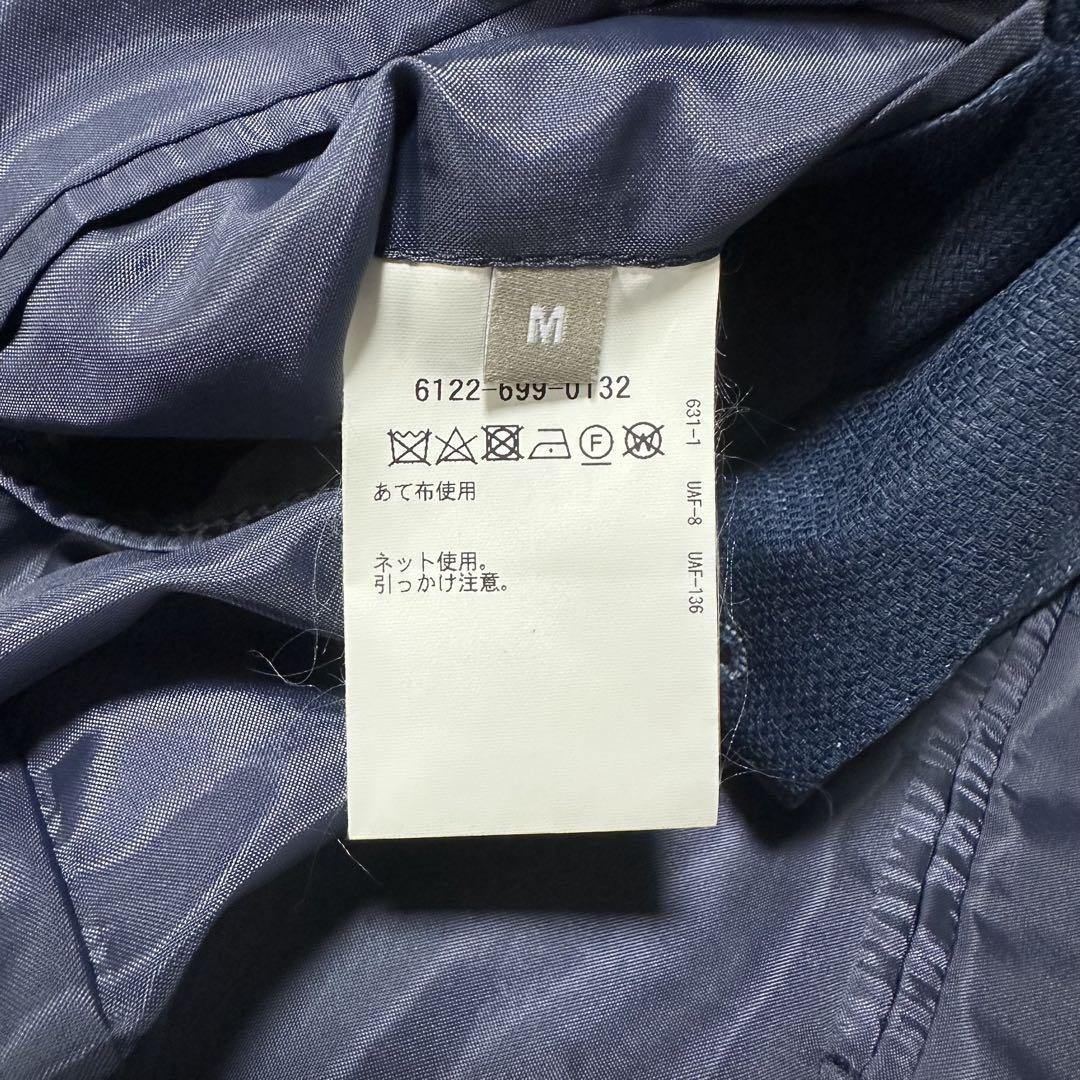 M
6122-699-0132
F W
あて布使用
ネット使用。
引っかけ注意。
631-1 UAF-8 UAF-136